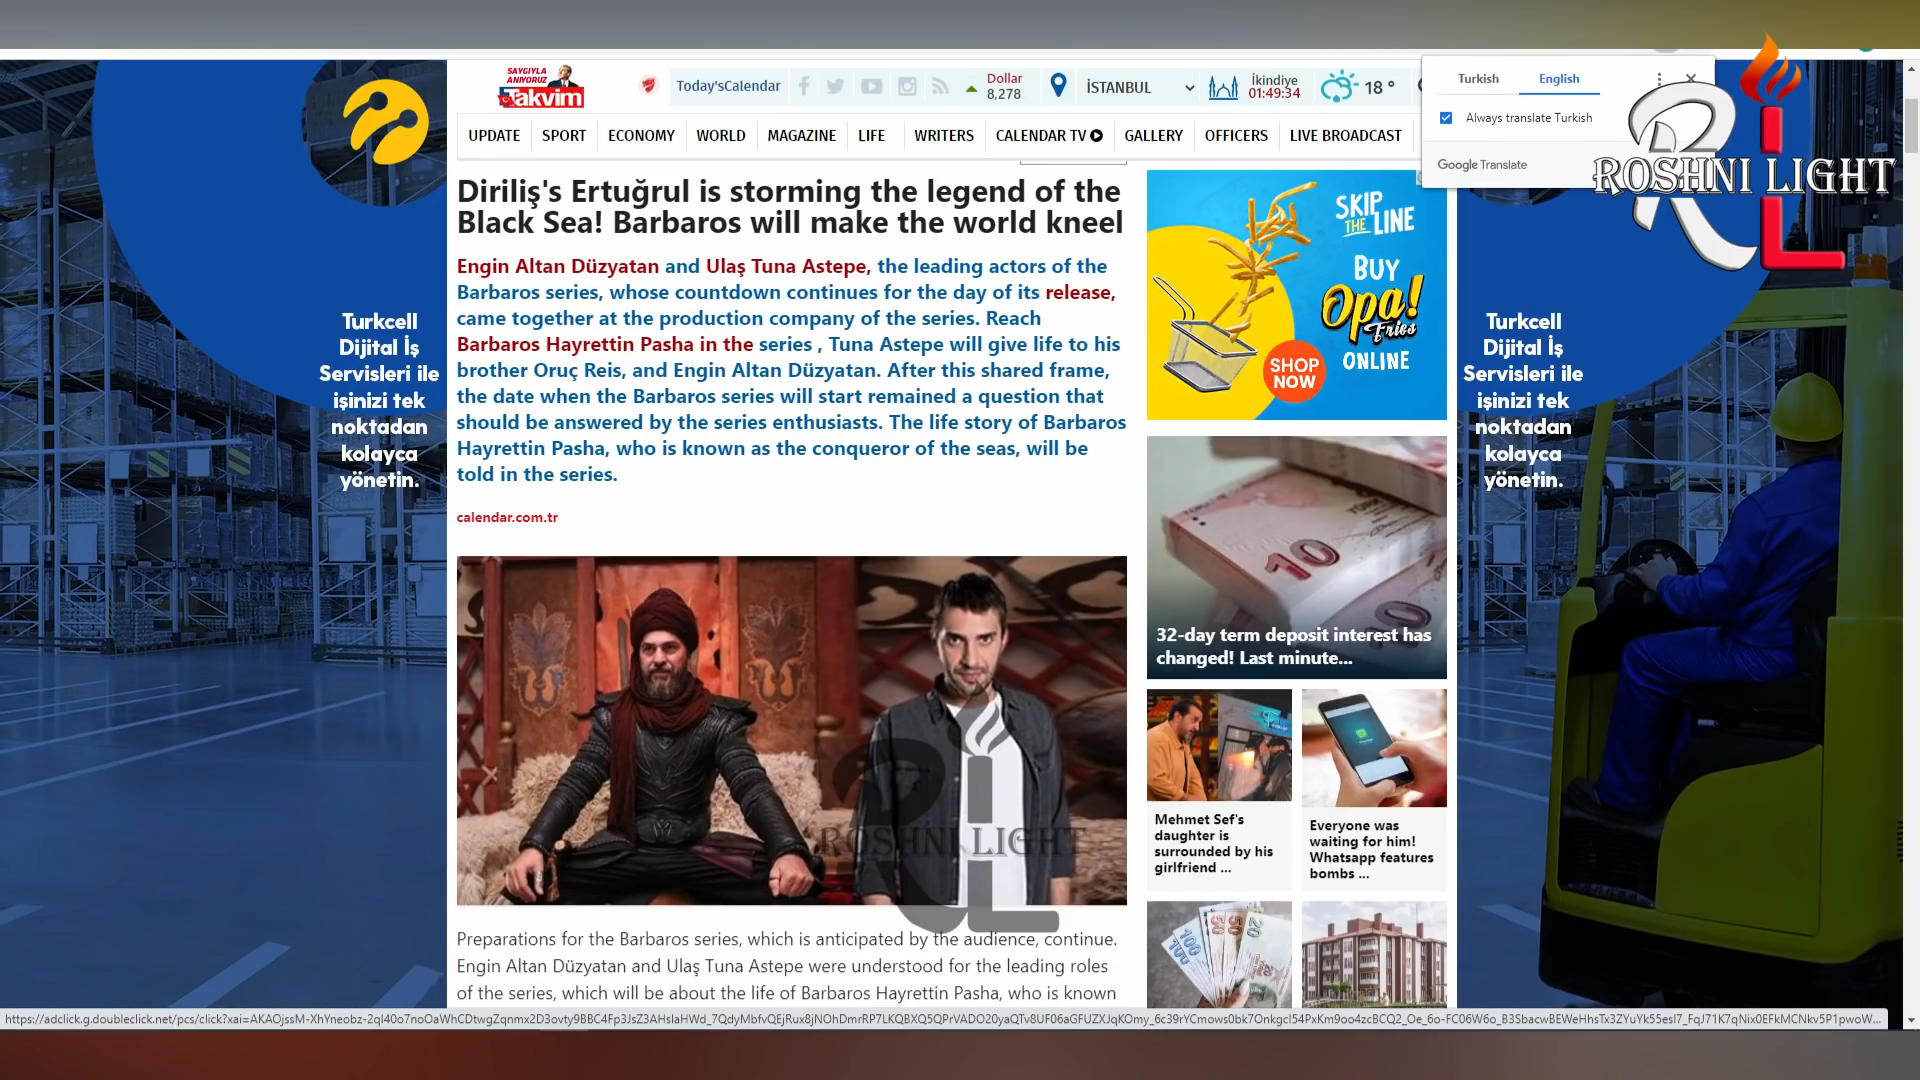 SAYGIYLA
ANIYORUZ
Takvim
Today'sCalendar
Dollar
8,278
İSTANBUL
İkindiye
01:49:34
18 °
Turkish
English
Always translate Turkish
Google Translate
ROSHNI LIGHT
UPDATE
SPORT
ECONOMY
WORLD
MAGAZINE
LIFE
WRITERS
CALENDAR TV
GALLERY
OFFICERS
LIVE BROADCAST
Diriliş's Ertuğrul is storming the legend of the
Black Sea! Barbaros will make the world kneel
Engin Altan Düzyatan and Ulaş Tuna Astepe, the leading actors of the
Barbaros series, whose countdown continues for the day of its release,
came together at the production company of the series. Reach
Barbaros Hayrettin Pasha in the series , Tuna Astepe will give life to his
brother Oruç Reis, and Engin Altan Düzyatan. After this shared frame,
the date when the Barbaros series will start remained a question that
should be answered by the series enthusiasts. The life story of Barbaros
Hayrettin Pasha, who is known as the conqueror of the seas, will be
told in the series.
calendar.com.tr
ROSHNI LIGHT
Preparations for the Barbaros series, which is anticipated by the audience, continue.
Engin Altan Düzyatan and Ulaş Tuna Astepe were understood for the leading roles
of the series, which will be about the life of Barbaros Hayrettin Pasha, who is known
Turkcell
Dijital İş
Servisleri ile
işinizi tek
noktadan
kolayca
yönetin.
SKIP
THE LINE
BUY
Opa!
Fries
ONLINE
SHOP
NOW
10
32-day term deposit interest has
changed! Last minute...
Mehmet Sef's
daughter is
surrounded by his
girlfriend ...
Everyone was
waiting for him!
Whatsapp features
bombs ...
Turkcell
Dijital İş
Servisleri ile
işinizi tek
noktadan
kolayca
yönetin.